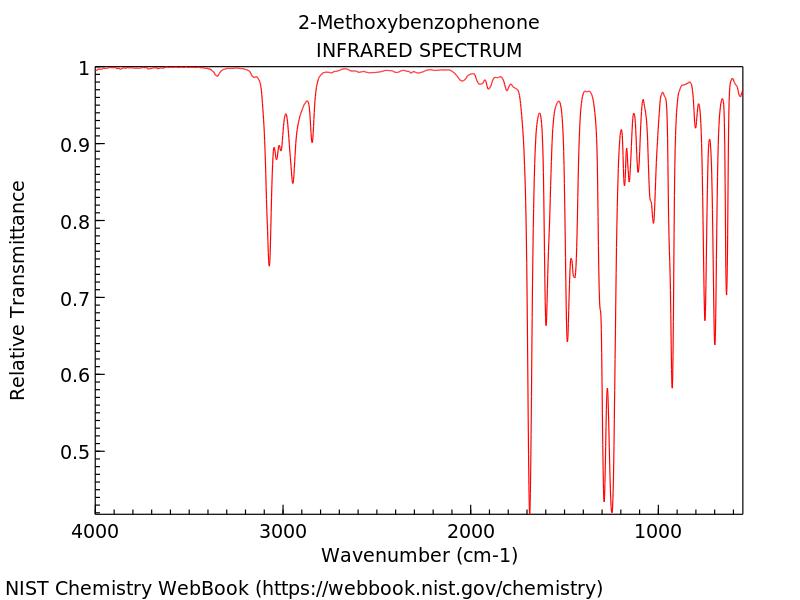 2-Methoxybenzophenone
INFRARED SPECTRUM
1
0.9
0.8
0.7
0.6
0.5
Relative Transmittance
4000 3000 2000 1000
Wavenumber (cm-1)
NIST Chemistry WebBook (https://webbook.nist.gov/chemistry)